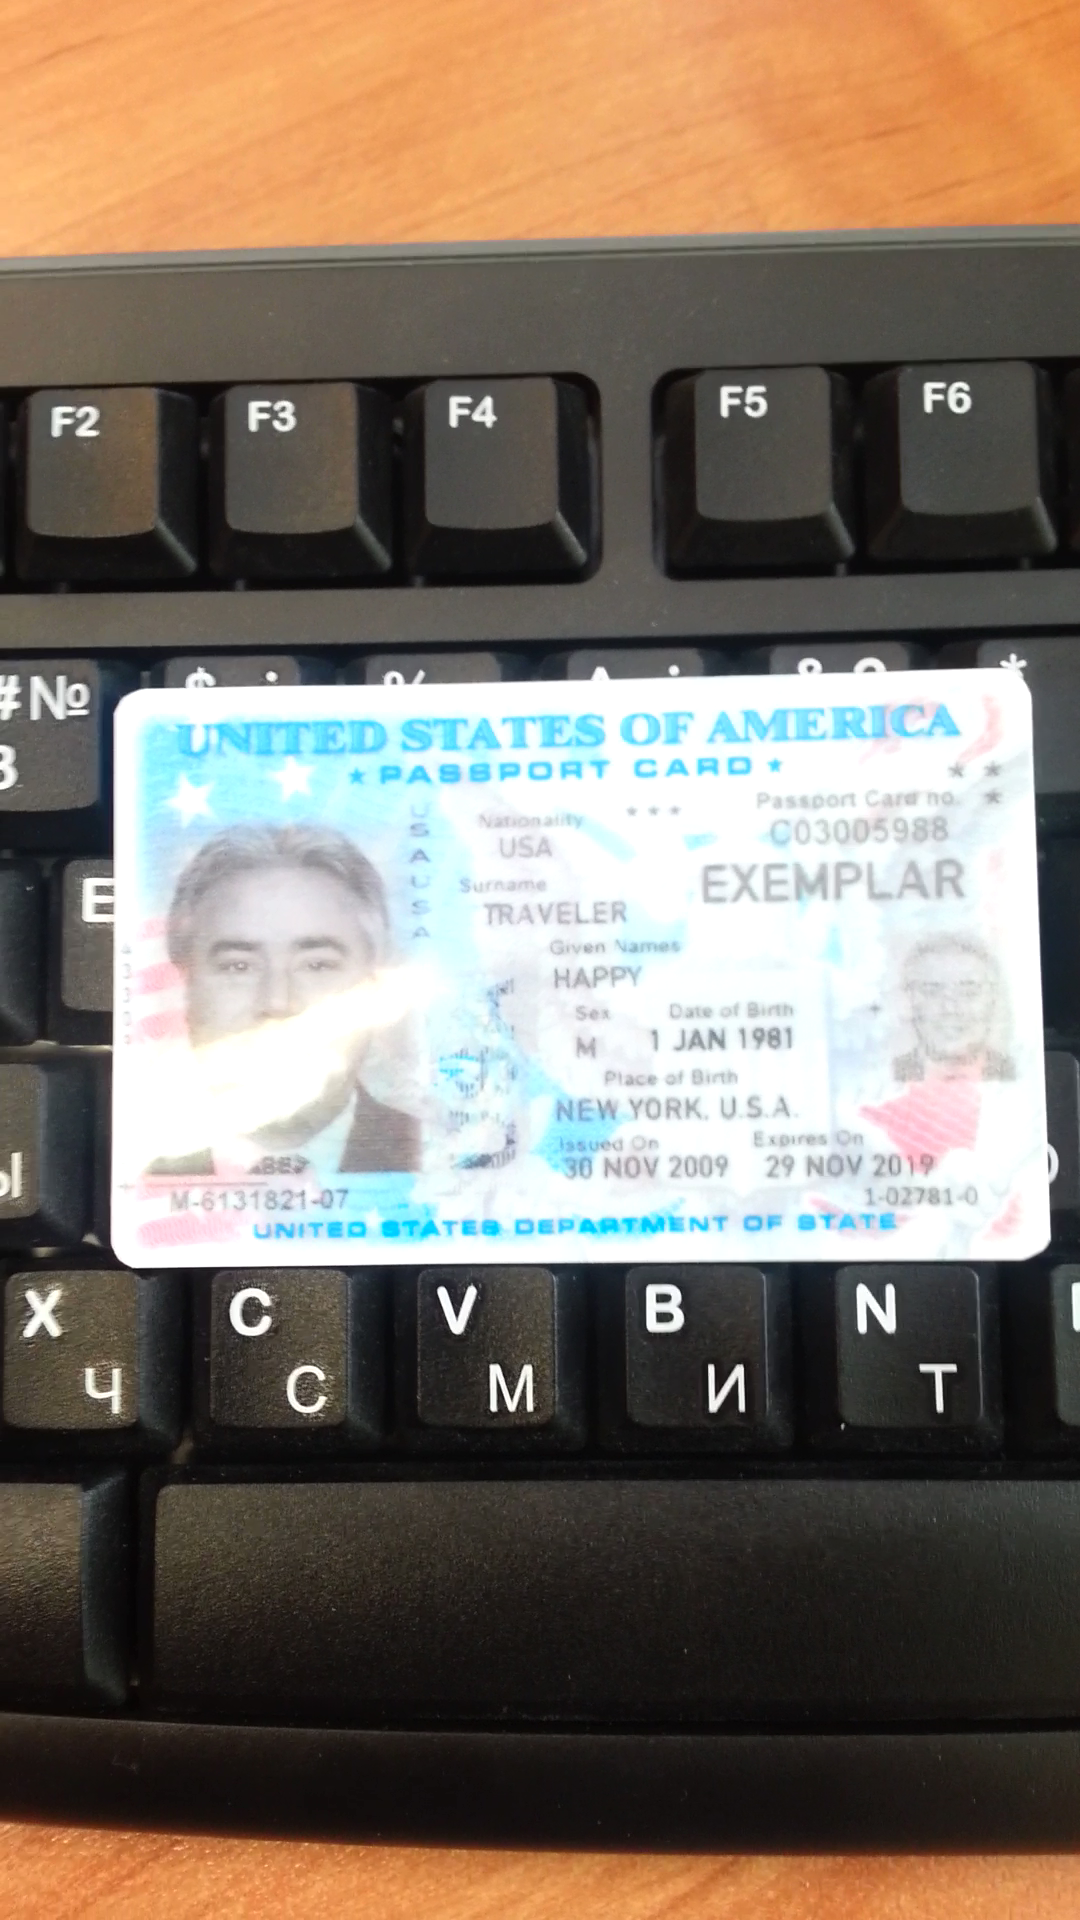 F2 F3 F4 F5 F6
#№ $ ; % & *
3
UNITED STATES OF AMERICA
★ PASSPORT CARD ★
USAUSA
Nationality
USA
Passport Card no.
C03005988
EXEMPLAR
Surname
TRAVELER
Given Names
HAPPY
Sex Date of Birth
M 1 JAN 1981
Place of Birth
NEW YORK, U.S.A.
Issued On Expires On
30 NOV 2009 29 NOV 2019
M-6131821-07 1-02781-0
UNITED STATES DEPARTMENT OF STATE
E
Ы
X C V B N
Ч С М И Т